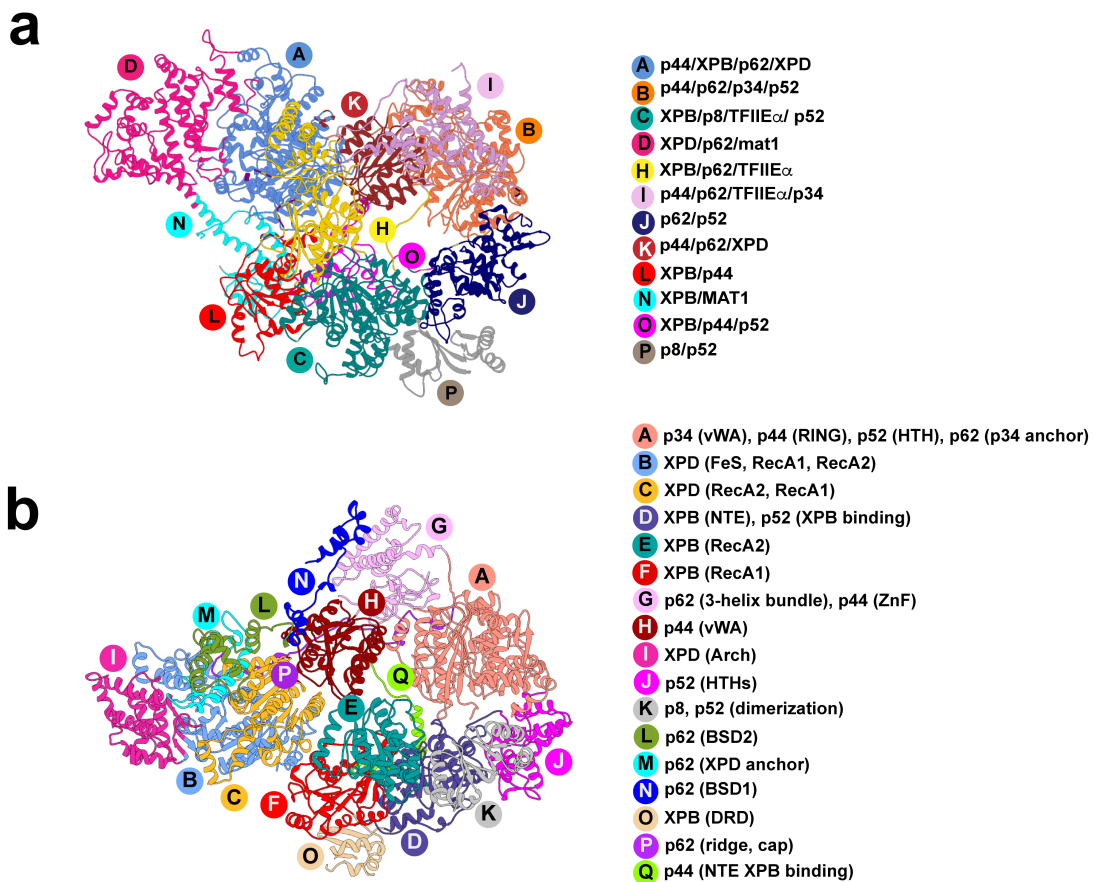 a
D
A
K
I
B
N
H
O
L
J
C
P
A p44/XPB/p62/XPD
B p44/p62/p34/p52
C XPB/p8/TFIIEα/ p52
D XPD/p62/mat1
H XPB/p62/TFIIEα
I p44/p62/TFIIEα/p34
J p62/p52
K p44/p62/XPD
L XPB/p44
N XPB/MAT1
O XPB/p44/p52
P p8/p52
b
G
N
A
L
H
M
I
P
Q
E
B
C
F
J
K
D
O
A p34 (vWA), p44 (RING), p52 (HTH), p62 (p34 anchor)
B XPD (FeS, RecA1, RecA2)
C XPD (RecA2, RecA1)
D XPB (NTE), p52 (XPB binding)
E XPB (RecA2)
F XPB (RecA1)
G p62 (3-helix bundle), p44 (ZnF)
H p44 (vWA)
I XPD (Arch)
J p52 (HTHs)
K p8, p52 (dimerization)
L p62 (BSD2)
M p62 (XPD anchor)
N p62 (BSD1)
O XPB (DRD)
P p62 (ridge, cap)
Q p44 (NTE XPB binding)